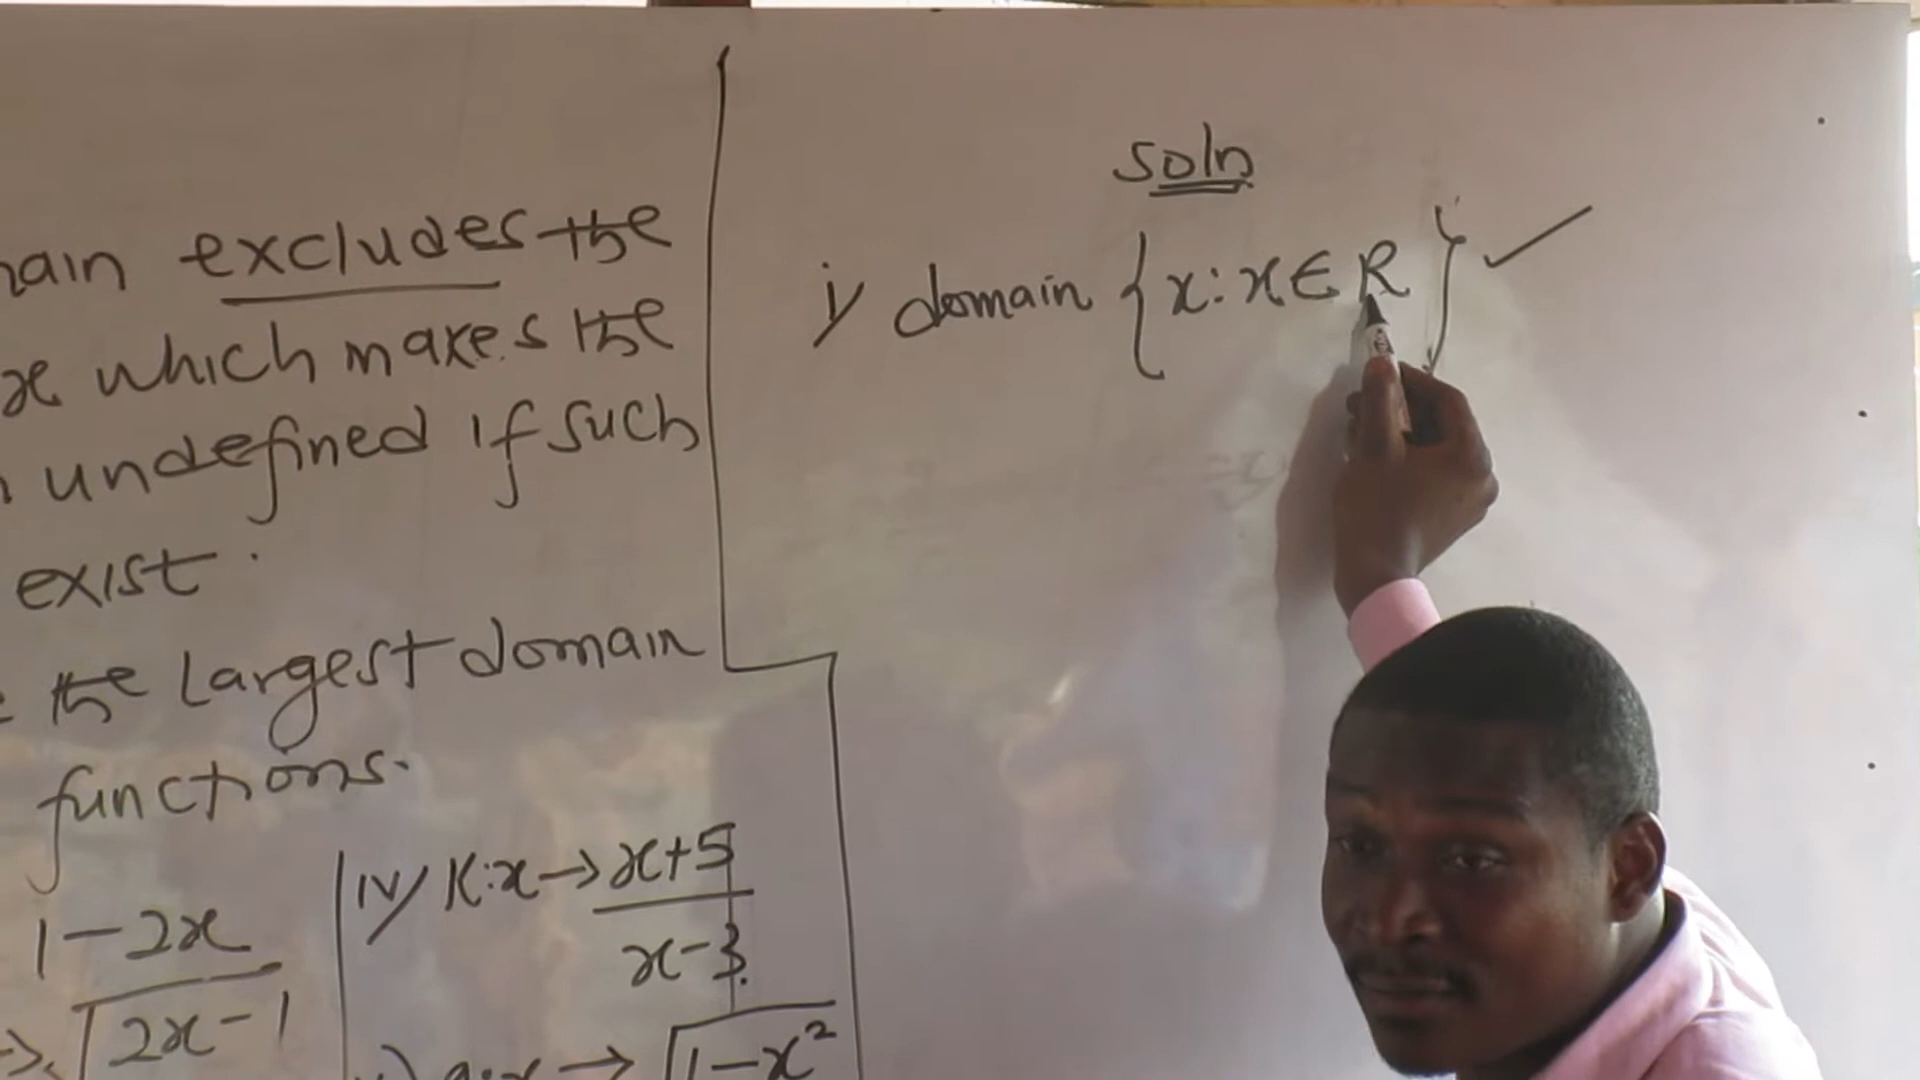 excludes the
x which makes the
undefined if such
exist.
the largest domain
functions.
1-2x
√2x-1
iv) K:x→x+5
x-3
→ √1-x²
Soln
i) domain {x:x∈R} ✓